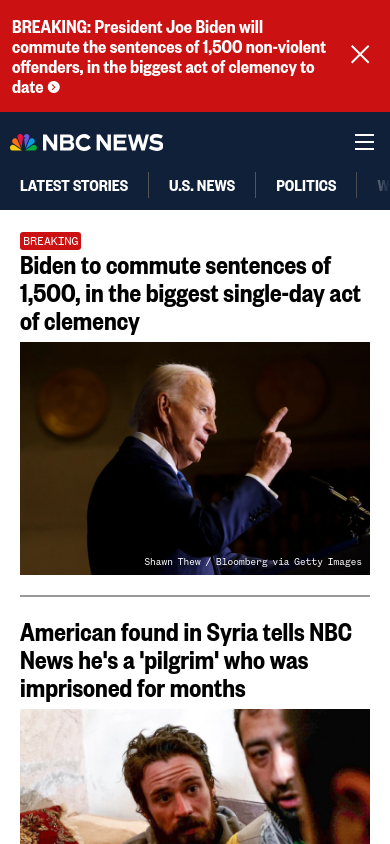 BREAKING: President Joe Biden will
commute the sentences of 1,500 non-violent
offenders, in the biggest act of clemency to
date
NBC NEWS
LATEST STORIES
U.S. NEWS
POLITICS
BREAKING
Biden to commute sentences of
1,500, in the biggest single-day act
of clemency
Shawn Thew / Bloomberg via Getty Images
American found in Syria tells NBC
News he's a 'pilgrim' who was
imprisoned for months